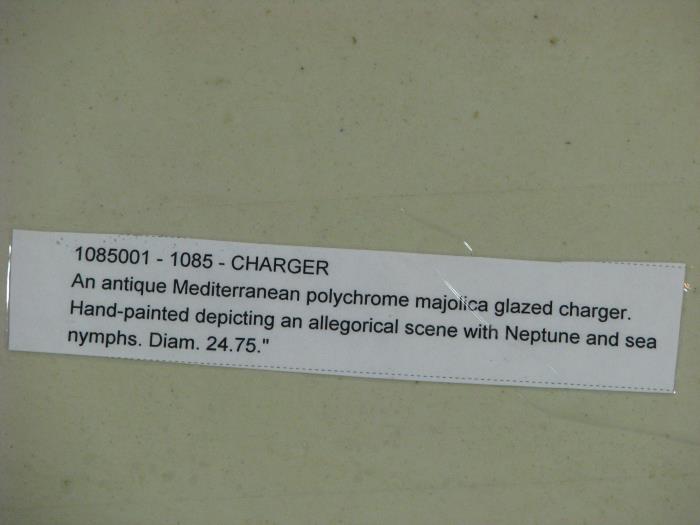 1085001 - 1085 - CHARGER
An antique Mediterranean polychrome majolica glazed charger.
Hand-painted depicting an allegorical scene with Neptune and sea
nymphs. Diam. 24.75."